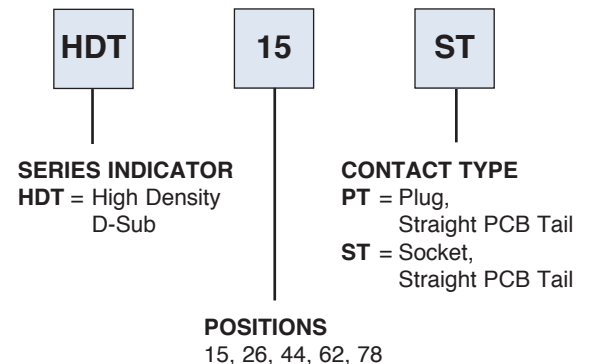 HDT 15 ST
SERIES INDICATOR
HDT = High Density
D-Sub
CONTACT TYPE
PT = Plug,
Straight PCB Tail
ST = Socket,
Straight PCB Tail
POSITIONS
15, 26, 44, 62, 78